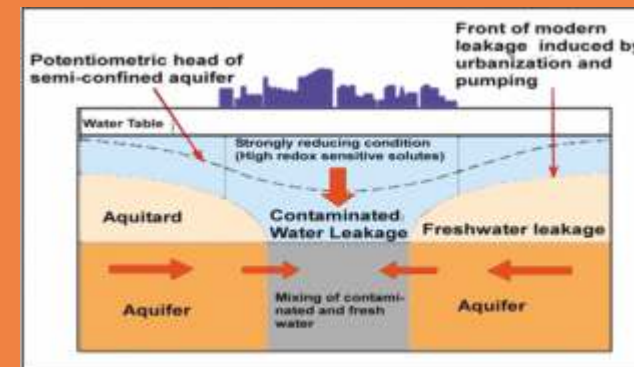 Front of modern
leakage induced by
urbanization and
pumping
Potentiometric head of
semi-confined aquifer
Water Table
Strongly reducing condition
(High redox sensitive solutes)
Aquitard
Contaminated
Water Leakage
Freshwater leakage
Mixing of contami-
nated and fresh
water
Aquifer
Aquifer